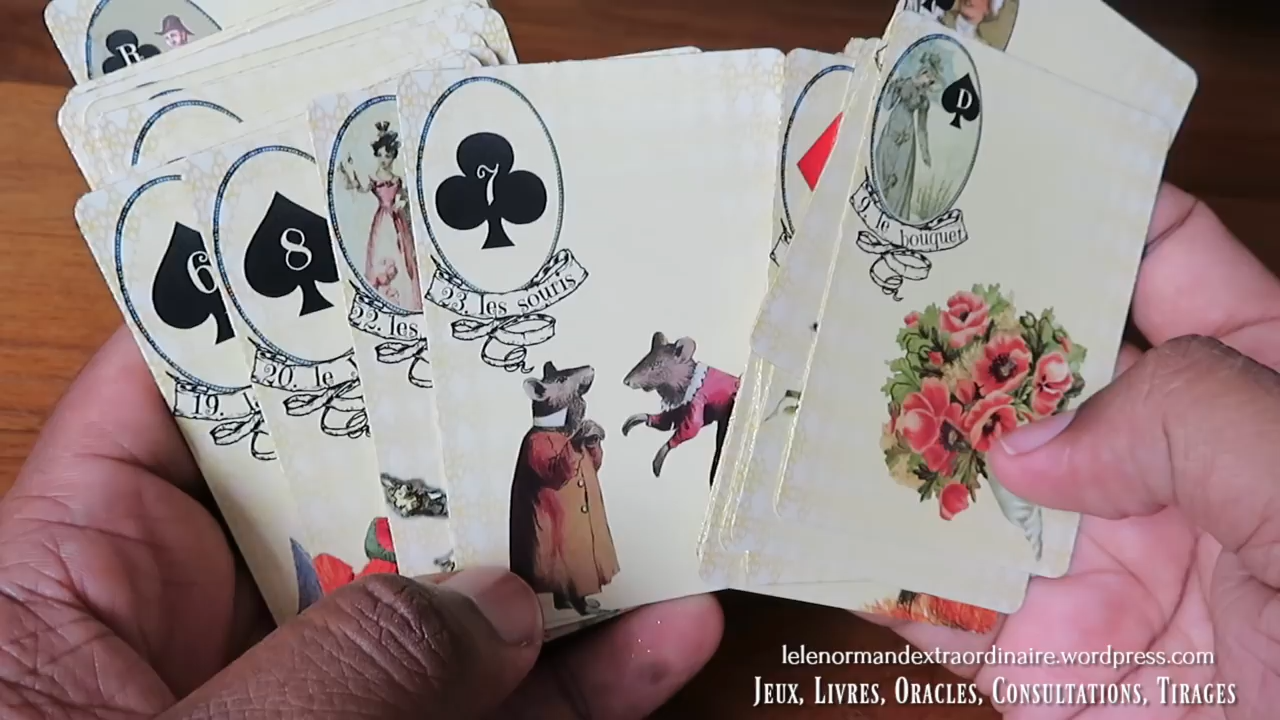 R
6
19.
8
20. le
22. les
7
23. les souris
D
9. le bouquet
lelenormandextraordinaire.wordpress.com
Jeux, Livres, Oracles, Consultations, Tirages